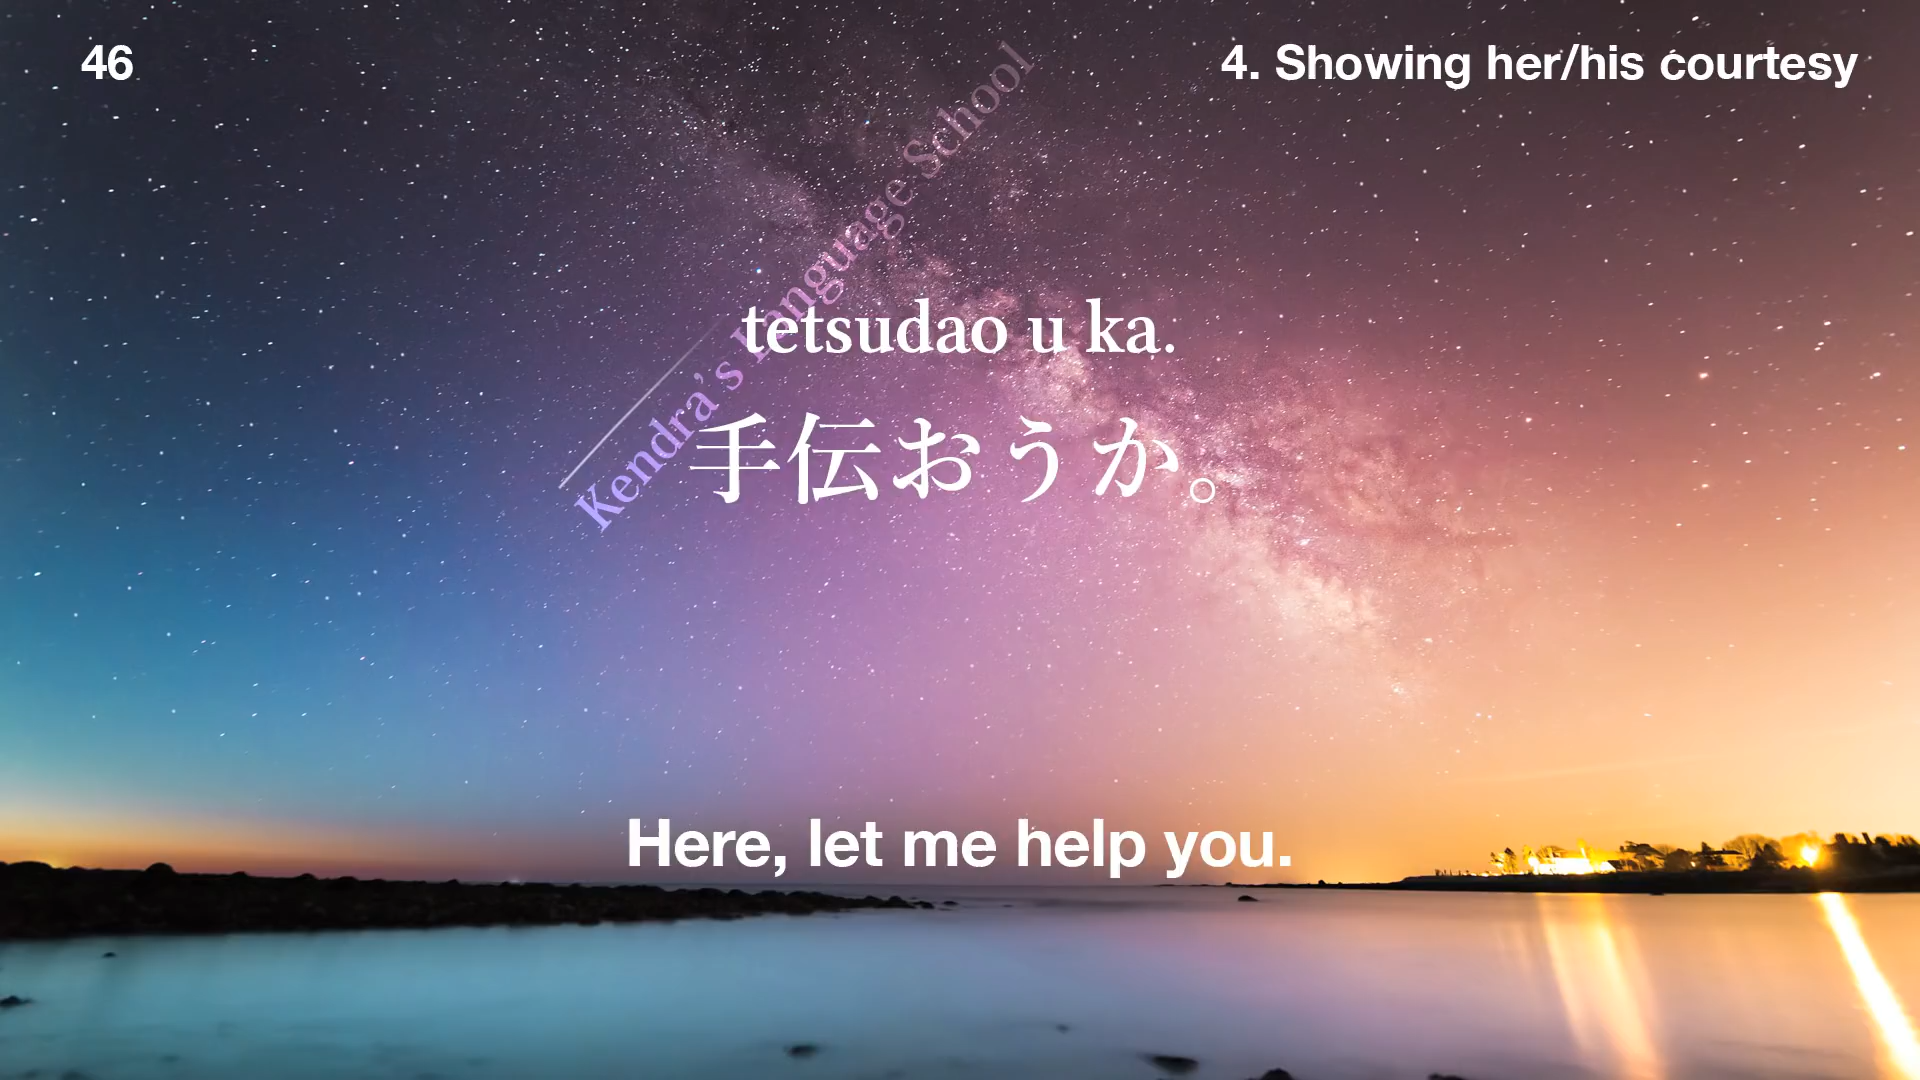 46
4. Showing her/his courtesy
Kendra's Language School
tetsudao u ka.
手伝おうか。
Here, let me help you.